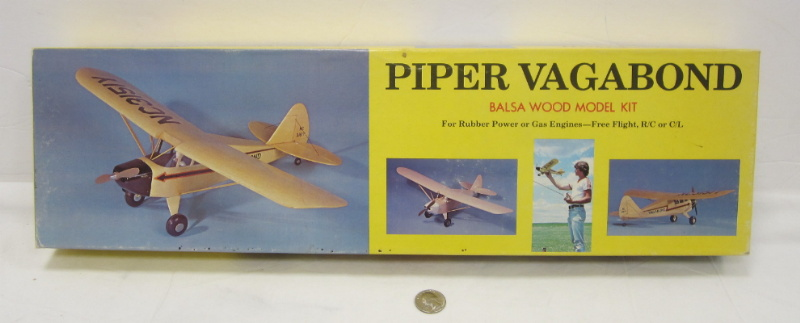 PIPER VAGABOND
BALSA WOOD MODEL KIT
For Rubber Power or Gas Engines—Free Flight, R/C or C/L